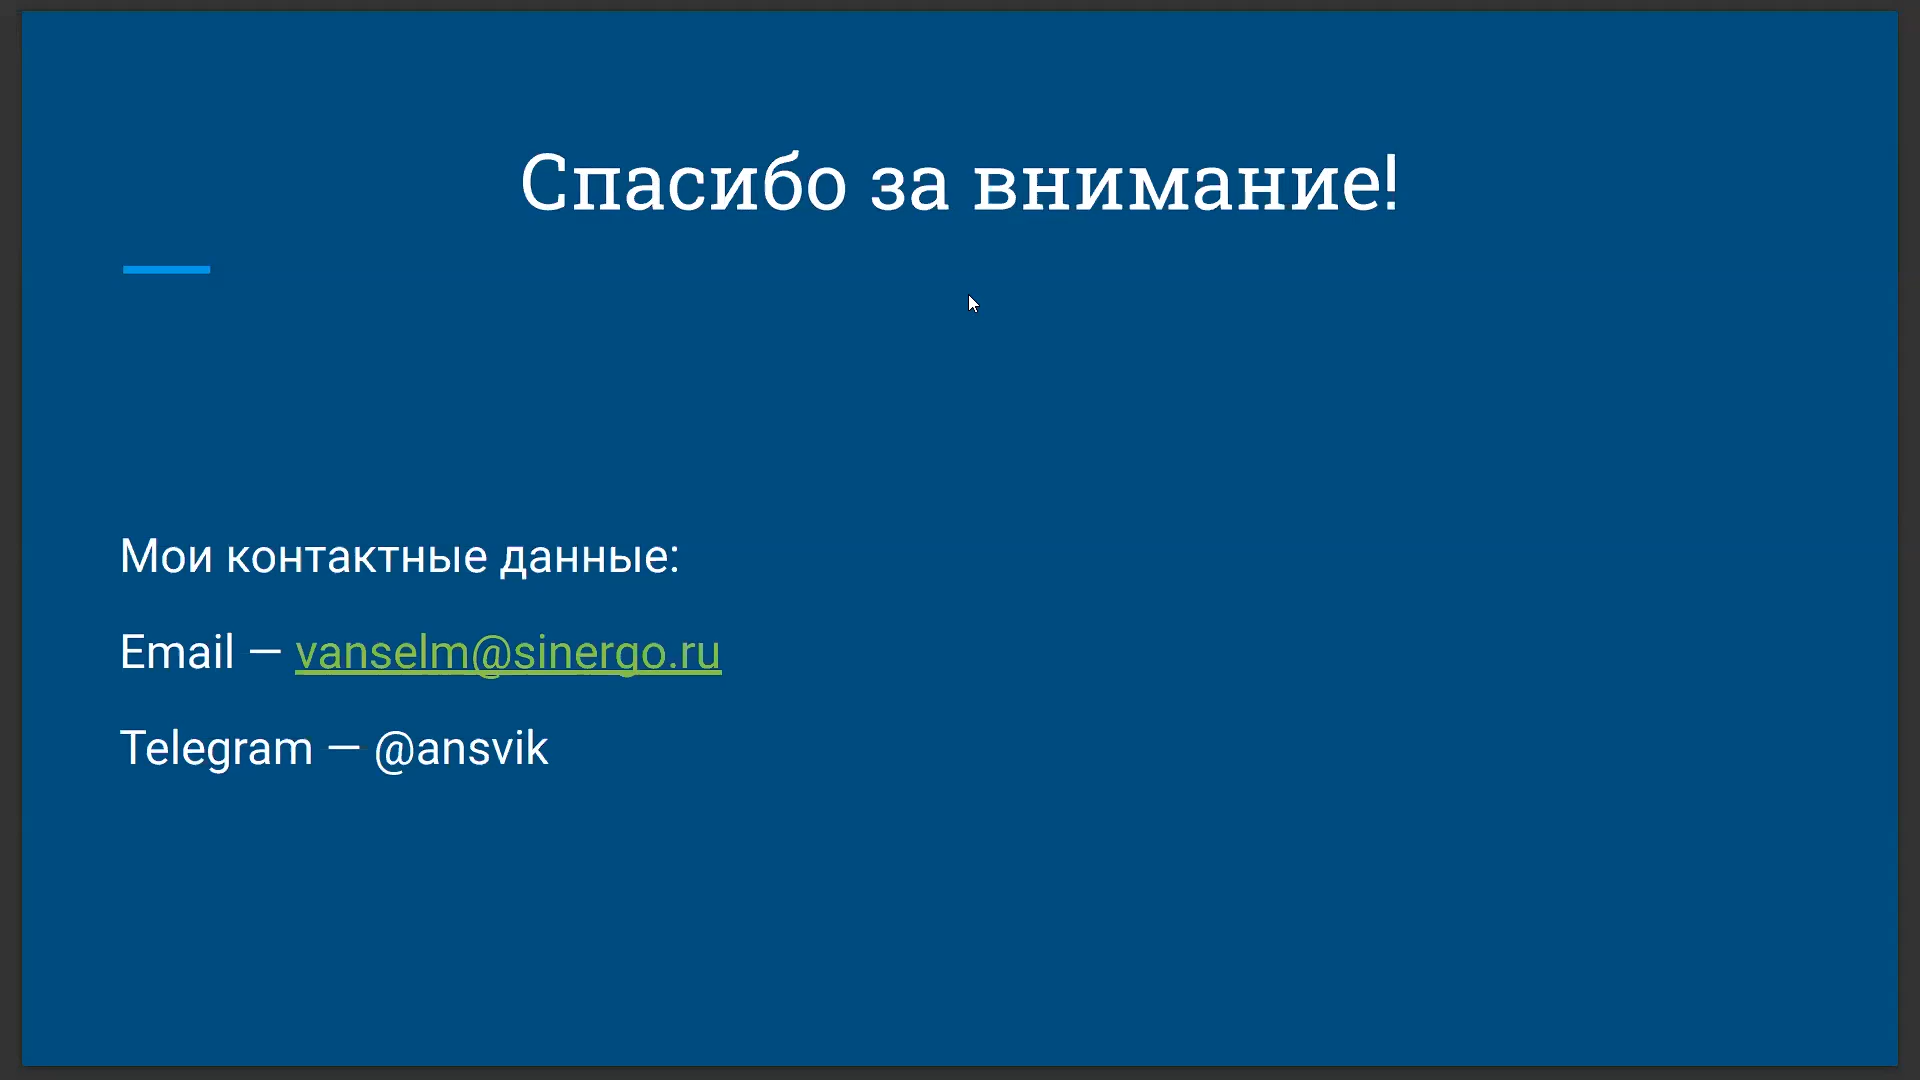 Спасибо за внимание!
Мои контактные данные:
Email — vanselm@sinergo.ru
Telegram — @ansvik